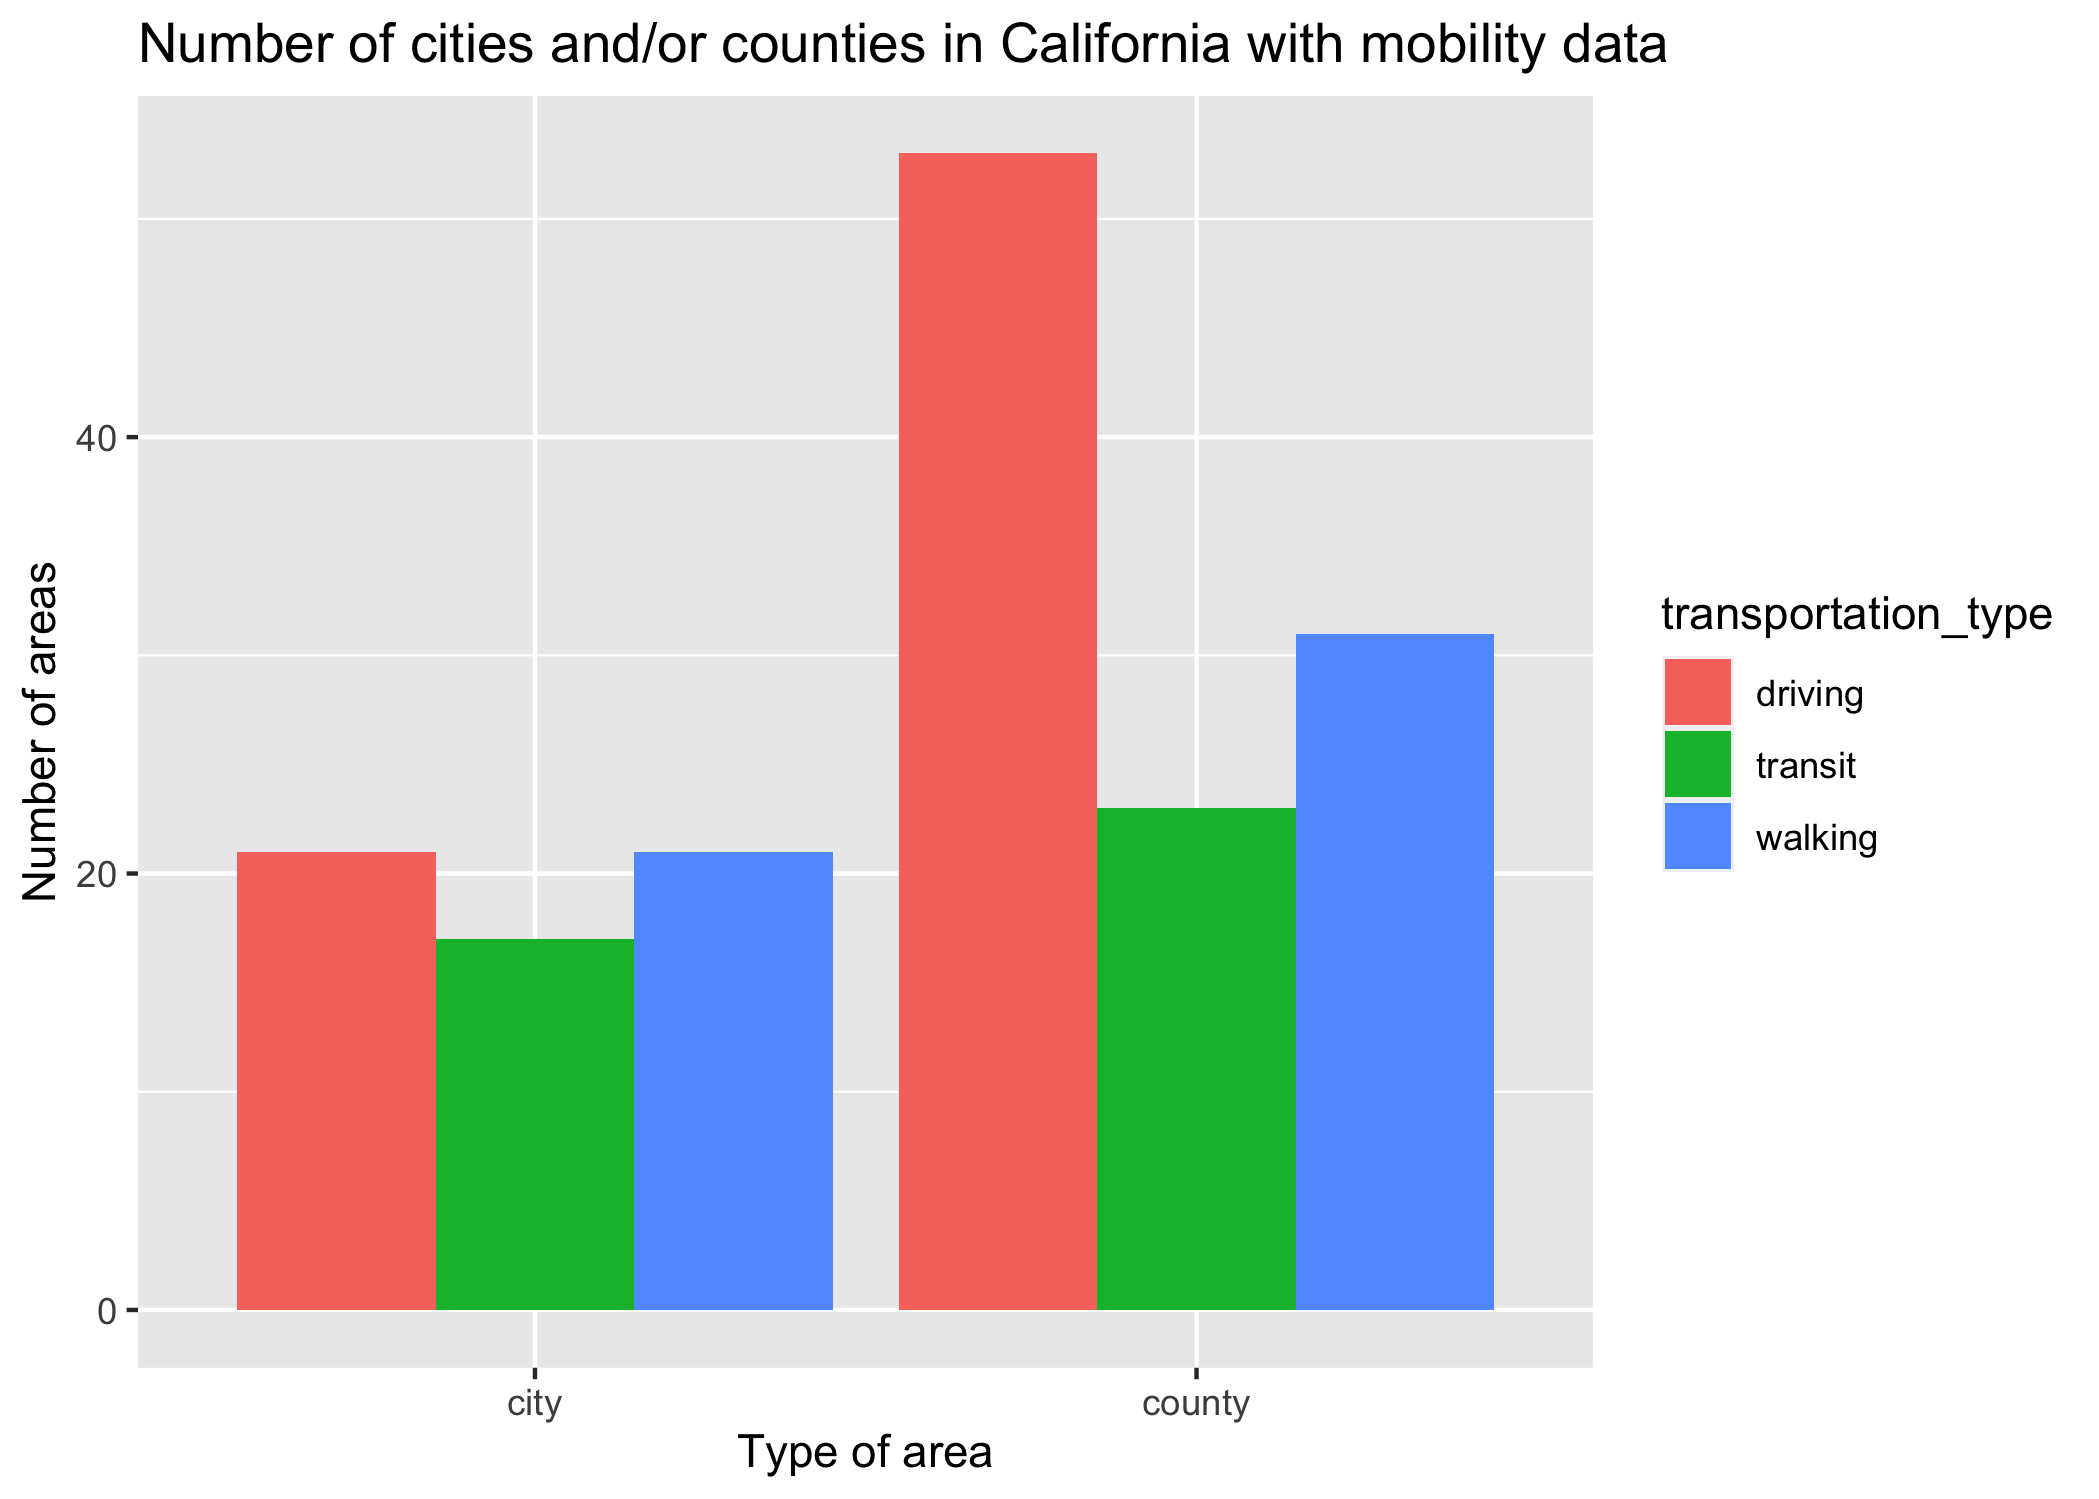 Number of cities and/or counties in California with mobility data
Number of areas
40
20
0
city
county
Type of area
transportation_type
driving
transit
walking